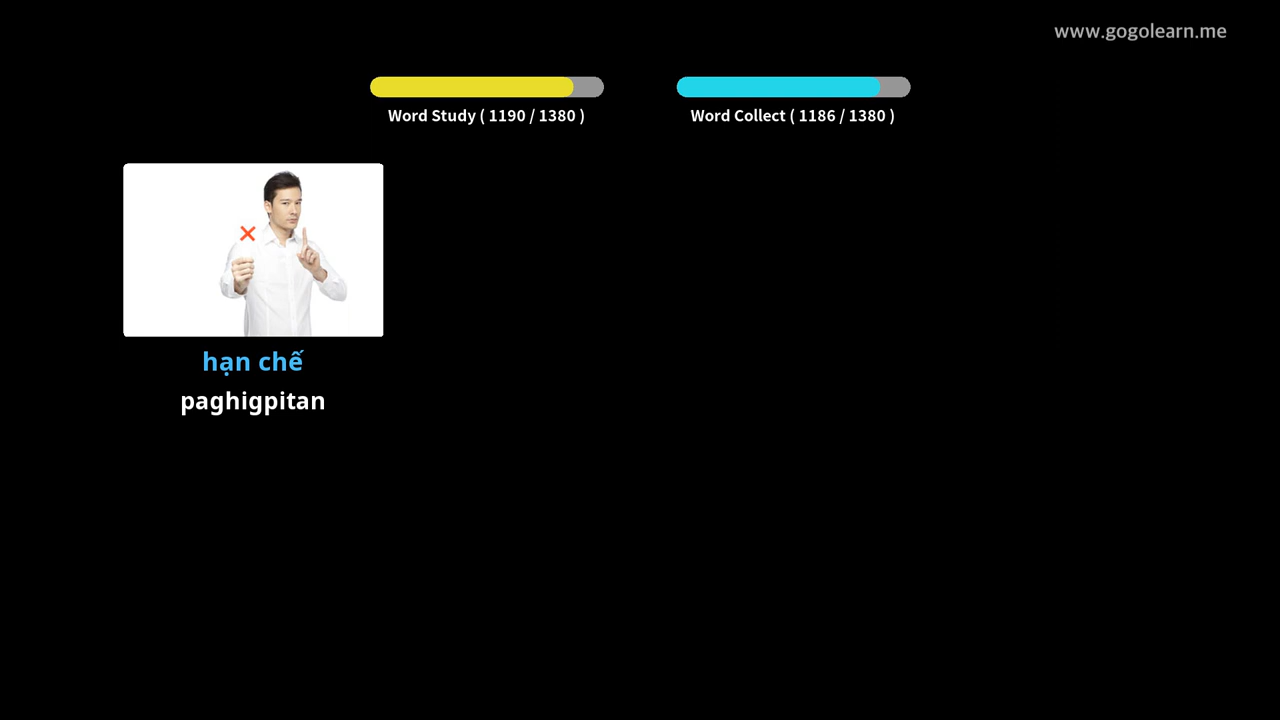 www.gogolearn.me
Word Study ( 1190 / 1380 )
Word Collect ( 1186 / 1380 )
hạn chế
paghigpitan